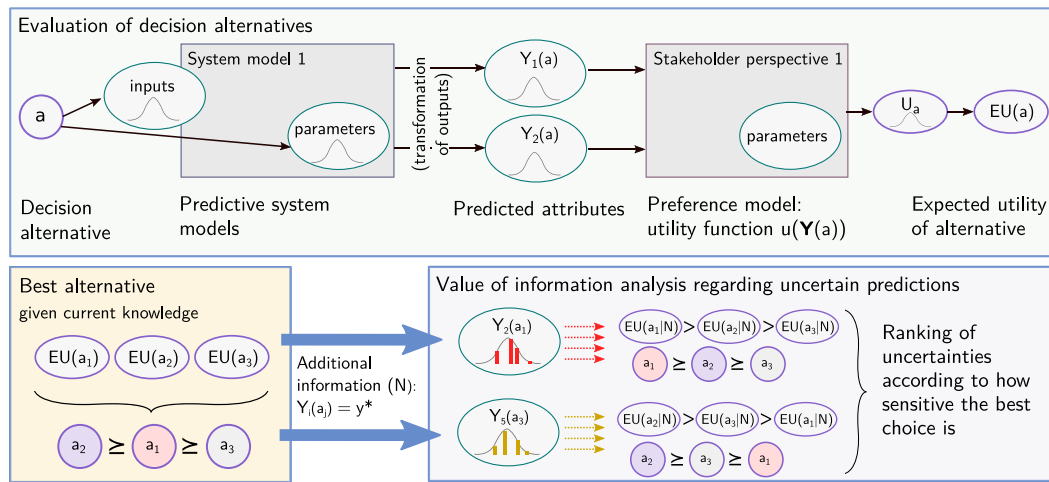 Evaluation of decision alternatives
a
inputs
System model 1
parameters
(transformation
of outputs)
Y₁(a)
Y₂(a)
Stakeholder perspective 1
parameters
Uₐ
EU(a)
Decision
alternative
Predictive system
models
Predicted attributes
Preference model:
utility function u(Y(a))
Expected utility
of alternative
Best alternative
given current knowledge
EU(a₁) EU(a₂) EU(a₃)
a₂ ⪰ a₁ ⪰ a₃
Additional
information (N):
Yᵢ(aⱼ) = y*
Value of information analysis regarding uncertain predictions
Y₂(a₁)
EU(a₁|N) > EU(a₂|N) > EU(a₃|N)
a₁ ⪰ a₂ ⪰ a₃
Y₅(a₃)
EU(a₂|N) > EU(a₃|N) > EU(a₁|N)
a₂ ⪰ a₃ ⪰ a₁
Ranking of
uncertainties
according to how
sensitive the best
choice is